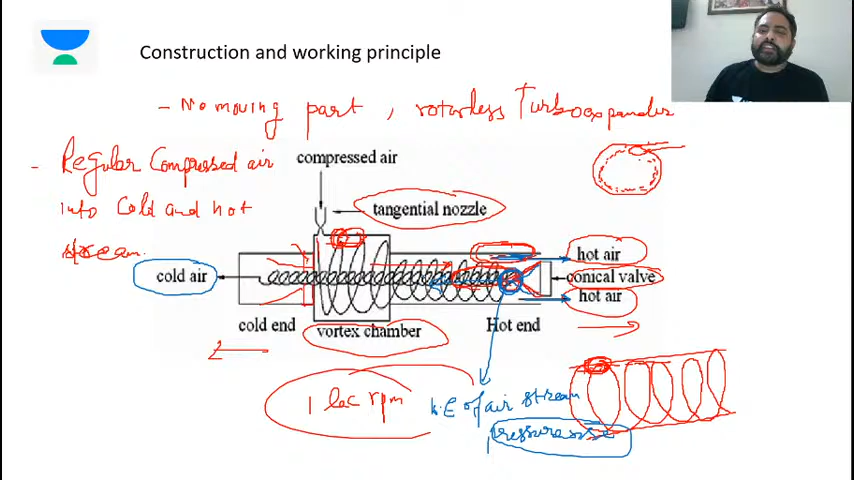 Construction and working principle
- No moving part, rotorless Turboexpander
- Regular Compressed air
into Cold and hot
stream.
compressed air
tangential nozzle
hot air
cold air
conical valve
hot air
cold end
vortex chamber
Hot end
1 lac rpm
K.E of air stream
pressure rise